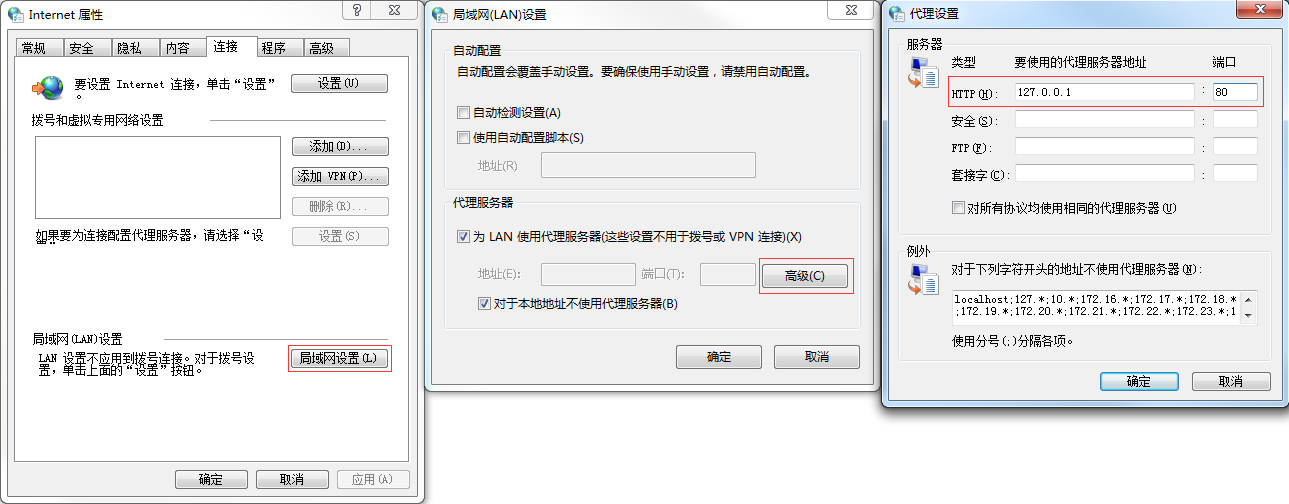 Internet 属性
常规 安全 隐私 内容 连接 程序 高级
要设置 Internet 连接，单击“设置”
。
设置(U)
拨号和虚拟专用网络设置
添加(D)...
添加 VPN(P)...
删除(R)...
设置(S)
如果要为连接配置代理服务器，请选择“设
局域网(LAN)设置
LAN 设置不应用到拨号连接。对于拨号设
置，单击上面的“设置”按钮。
局域网设置(L)
确定 取消 应用(A)
局域网(LAN)设置
自动配置
自动配置会覆盖手动设置。要确保使用手动设置，请禁用自动配置。
自动检测设置(A)
使用自动配置脚本(S)
地址(R)
代理服务器
为 LAN 使用代理服务器(这些设置不用于拨号或 VPN 连接)(X)
地址(E): 端口(T): 高级(C)
对于本地地址不使用代理服务器(B)
确定 取消
代理设置
服务器
类型 要使用的代理服务器地址 端口
HTTP(H): 127.0.0.1 : 80
安全(S): :
FTP(F): :
套接字(C): :
对所有协议均使用相同的代理服务器(U)
例外
对于下列字符开头的地址不使用代理服务器(N):
localhost;127.*;10.*;172.16.*;172.17.*;172.18.*
;172.19.*;172.20.*;172.21.*;172.22.*;172.23.*;1
使用分号(;)分隔各项。
确定 取消